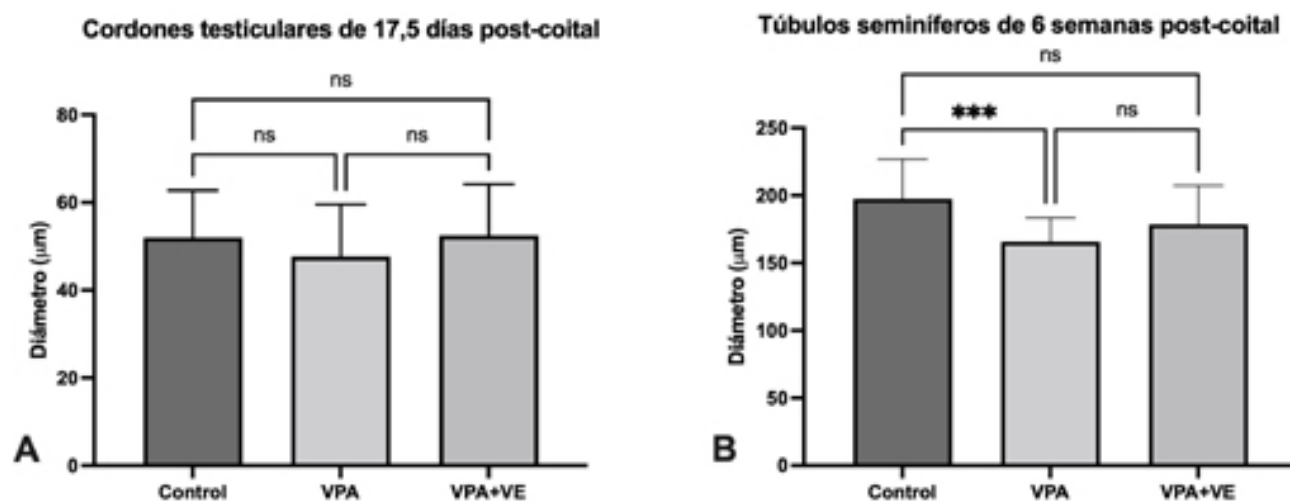 Cordones testiculares de 17,5 días post-coital
ns
ns
ns
80
60
40
20
0
Diámetro (μm)
Control
VPA
VPA+VE
A
Túbulos seminíferos de 6 semanas post-coital
ns
***
ns
250
200
150
100
50
0
Diámetro (μm)
Control
VPA
VPA+VE
B